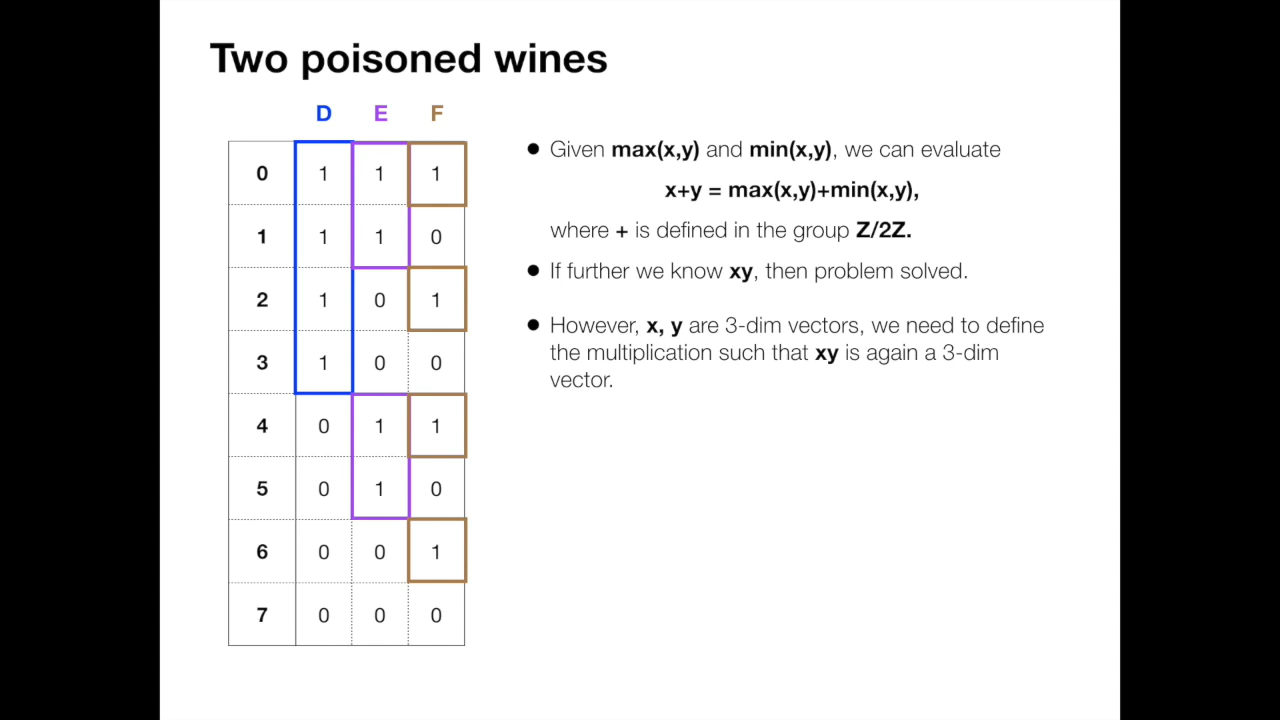 Two poisoned wines
D E F
0 1 1 1
1 1 1 0
2 1 0 1
3 1 0 0
4 0 1 1
5 0 1 0
6 0 0 1
7 0 0 0
● Given max(x,y) and min(x,y), we can evaluate
x+y = max(x,y)+min(x,y),
where + is defined in the group Z/2Z.
● If further we know xy, then problem solved.
● However, x, y are 3-dim vectors, we need to define
the multiplication such that xy is again a 3-dim
vector.